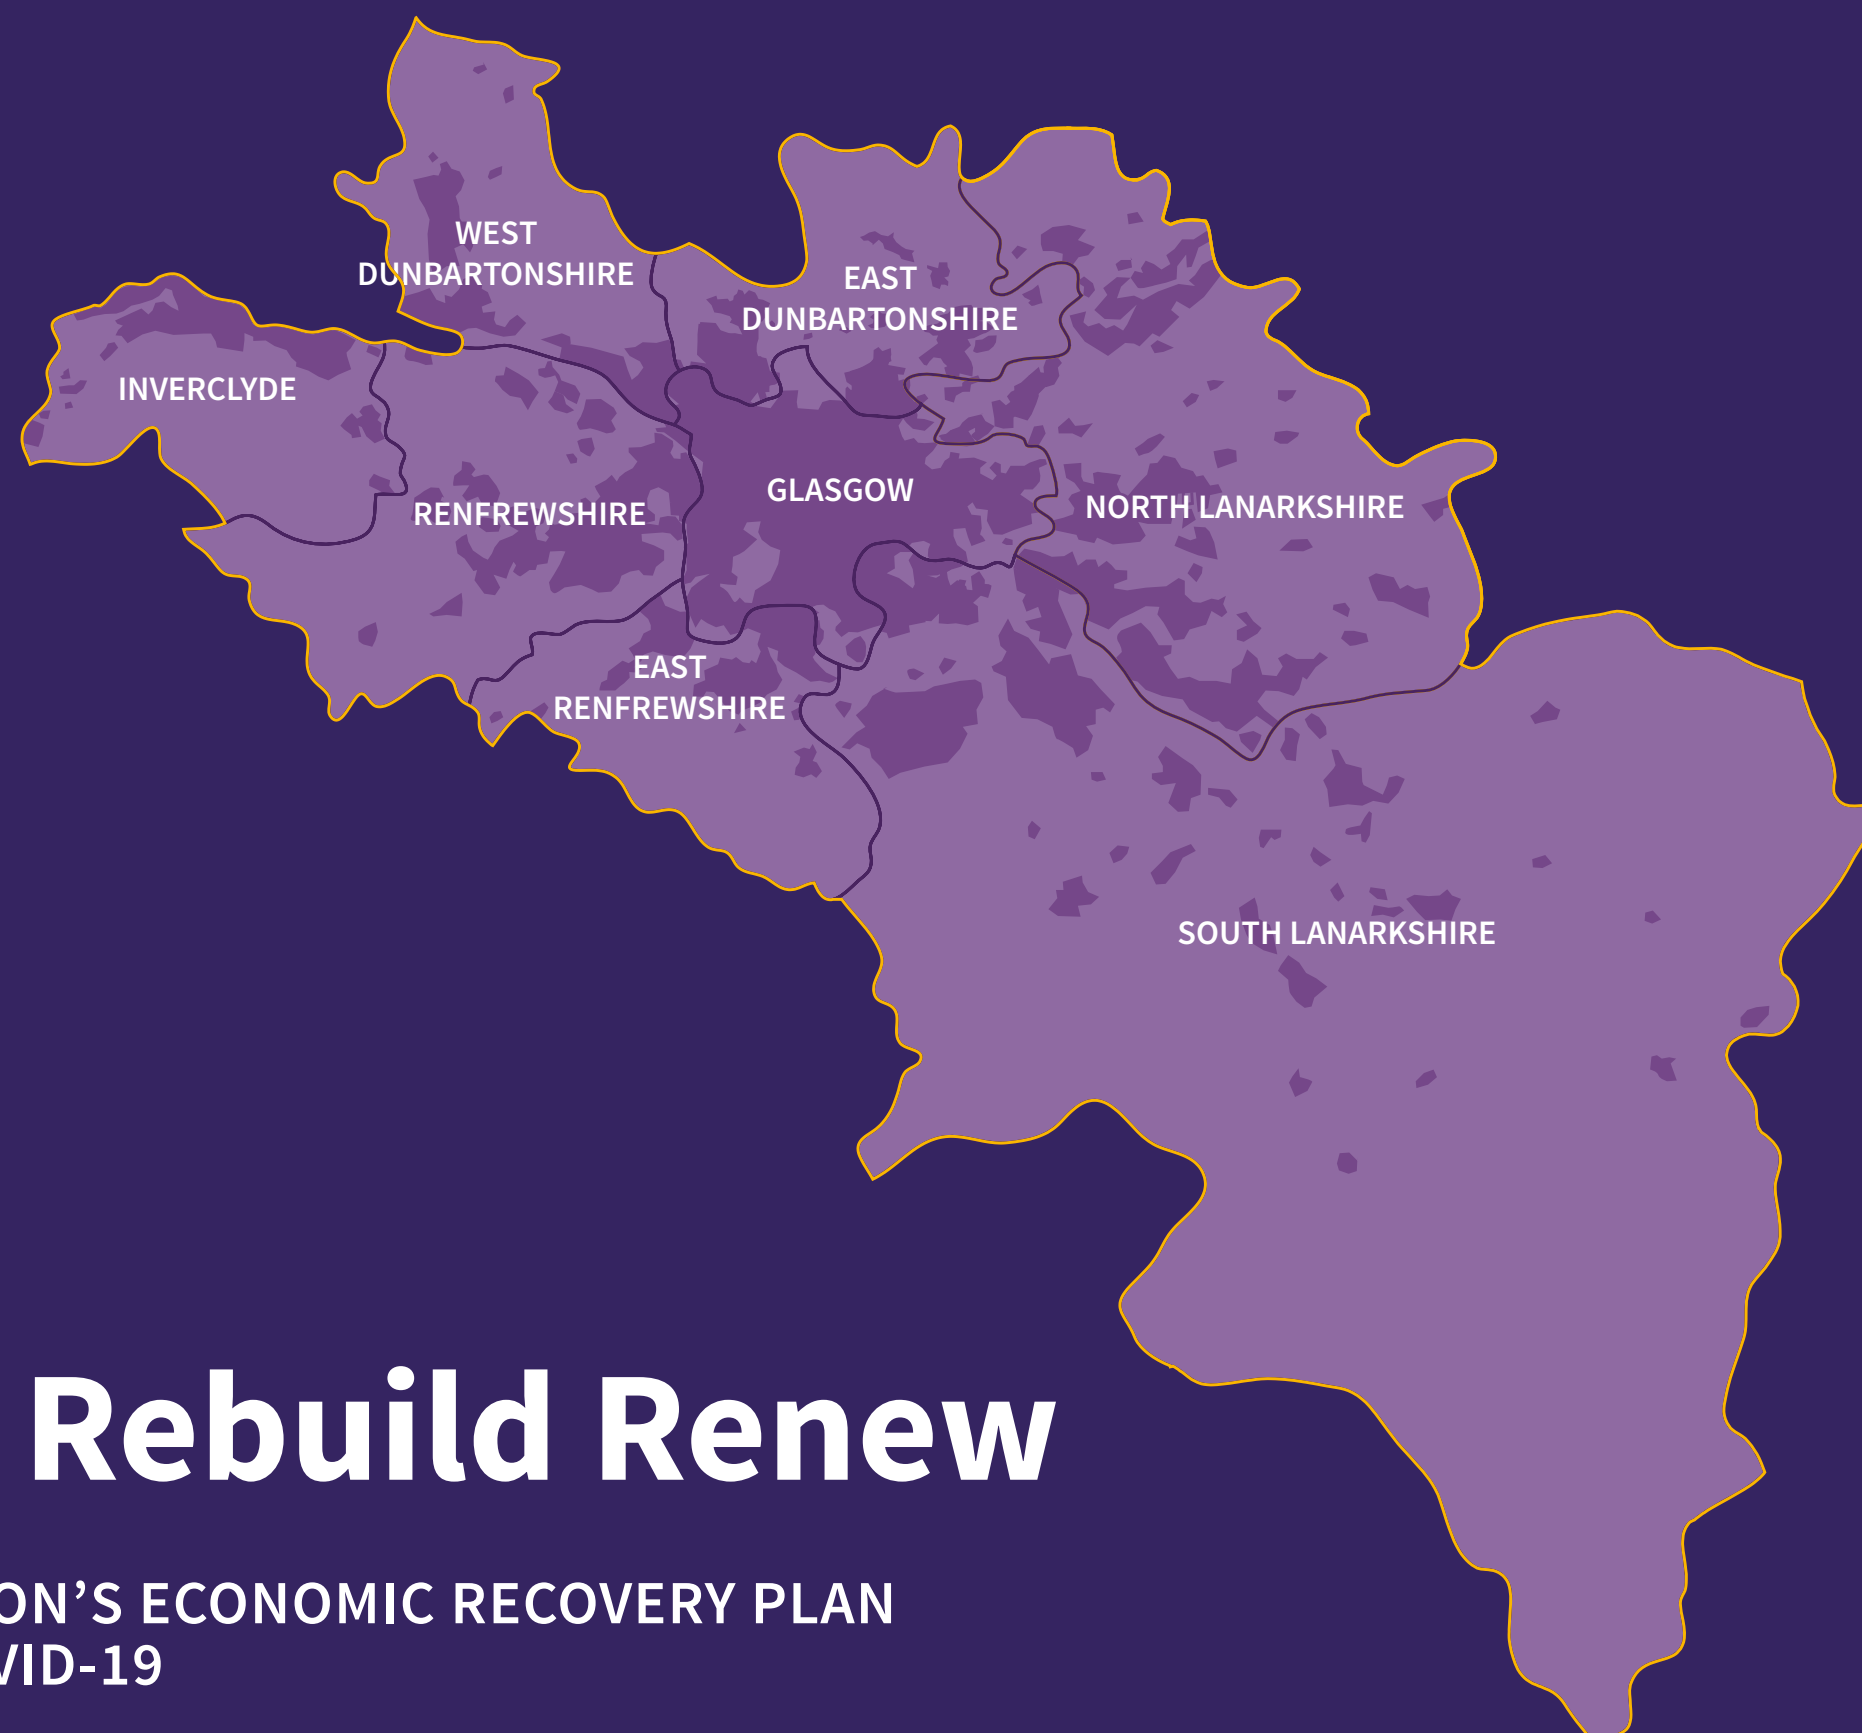 WEST
DUNBARTONSHIRE
EAST
DUNBARTONSHIRE
INVERCLYDE
RENFREWSHIRE
GLASGOW
NORTH LANARKSHIRE
EAST
RENFREWSHIRE
SOUTH LANARKSHIRE
Rebuild Renew
ON’S ECONOMIC RECOVERY PLAN
VID-19